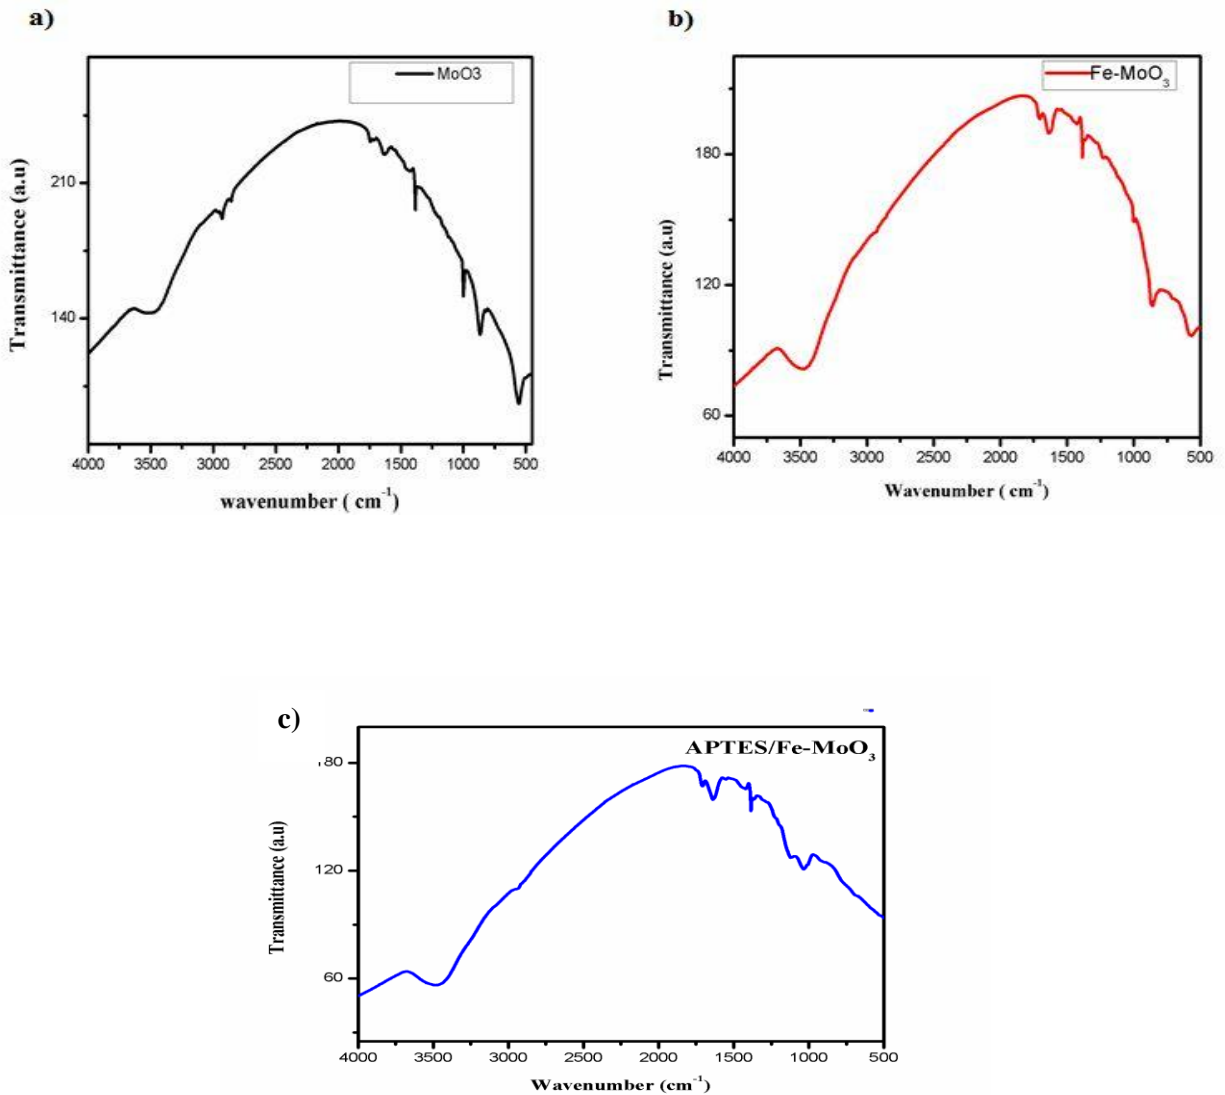 a)
MoO3
210
140
Transmittance (a.u)
4000 3500 3000 2500 2000 1500 1000 500
wavenumber ( cm⁻¹)
b)
Fe-MoO₃
180
120
60
Transmittance (a.u)
4000 3500 3000 2500 2000 1500 1000 500
Wavenumber ( cm⁻¹)
c)
APTES/Fe-MoO₃
180
120
60
Transmittance (a.u)
4000 3500 3000 2500 2000 1500 1000 500
Wavenumber (cm⁻¹)